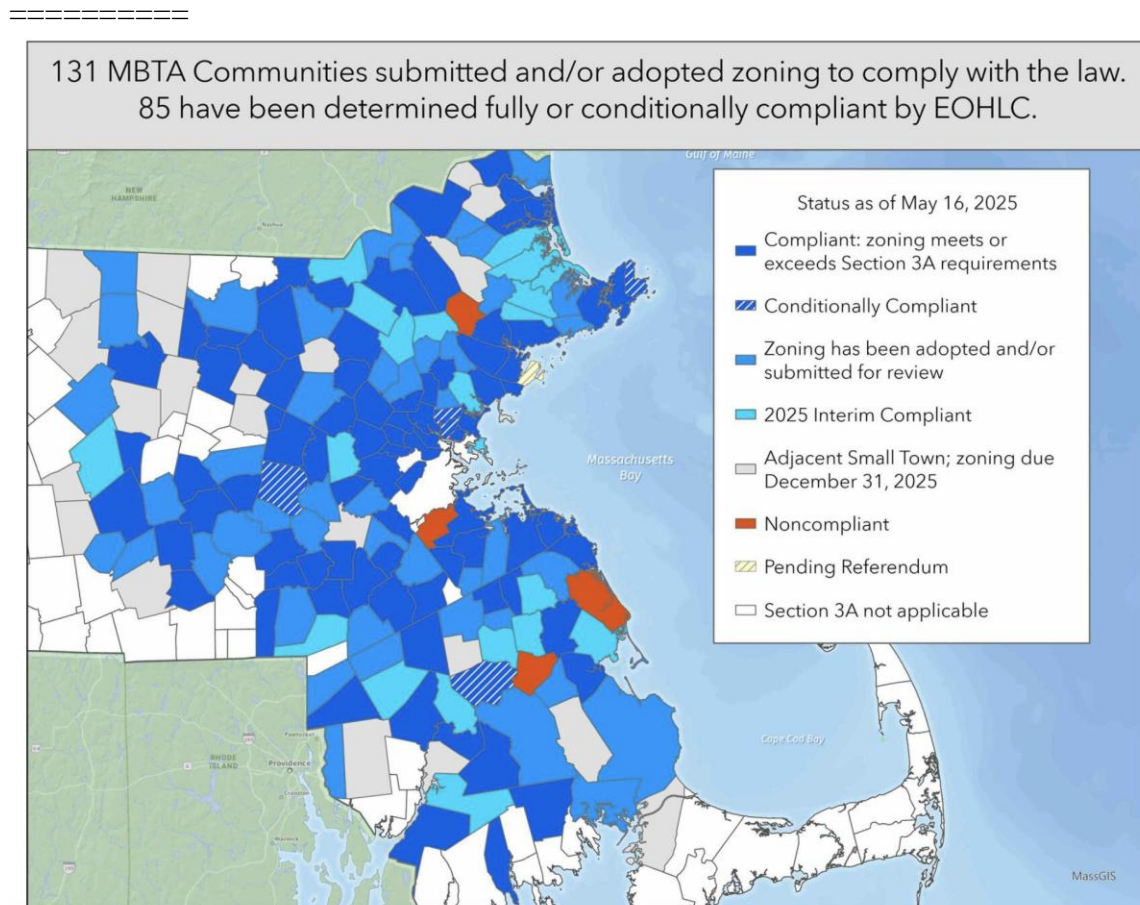 ==========
131 MBTA Communities submitted and/or adopted zoning to comply with the law.
85 have been determined fully or conditionally compliant by EOHLC.
Gulf of Maine
NEW
HAMPSHIRE
Nashua
Status as of May 16, 2025
Compliant: zoning meets or
exceeds Section 3A requirements
Conditionally Compliant
Zoning has been adopted and/or
submitted for review
2025 Interim Compliant
Adjacent Small Town; zoning due
December 31, 2025
Noncompliant
Pending Referendum
Section 3A not applicable
Massachusetts
Bay
Cape Cod Bay
Pawtucket
RHODE
ISLAND
Providence
Cranston
Warwick
MassGIS